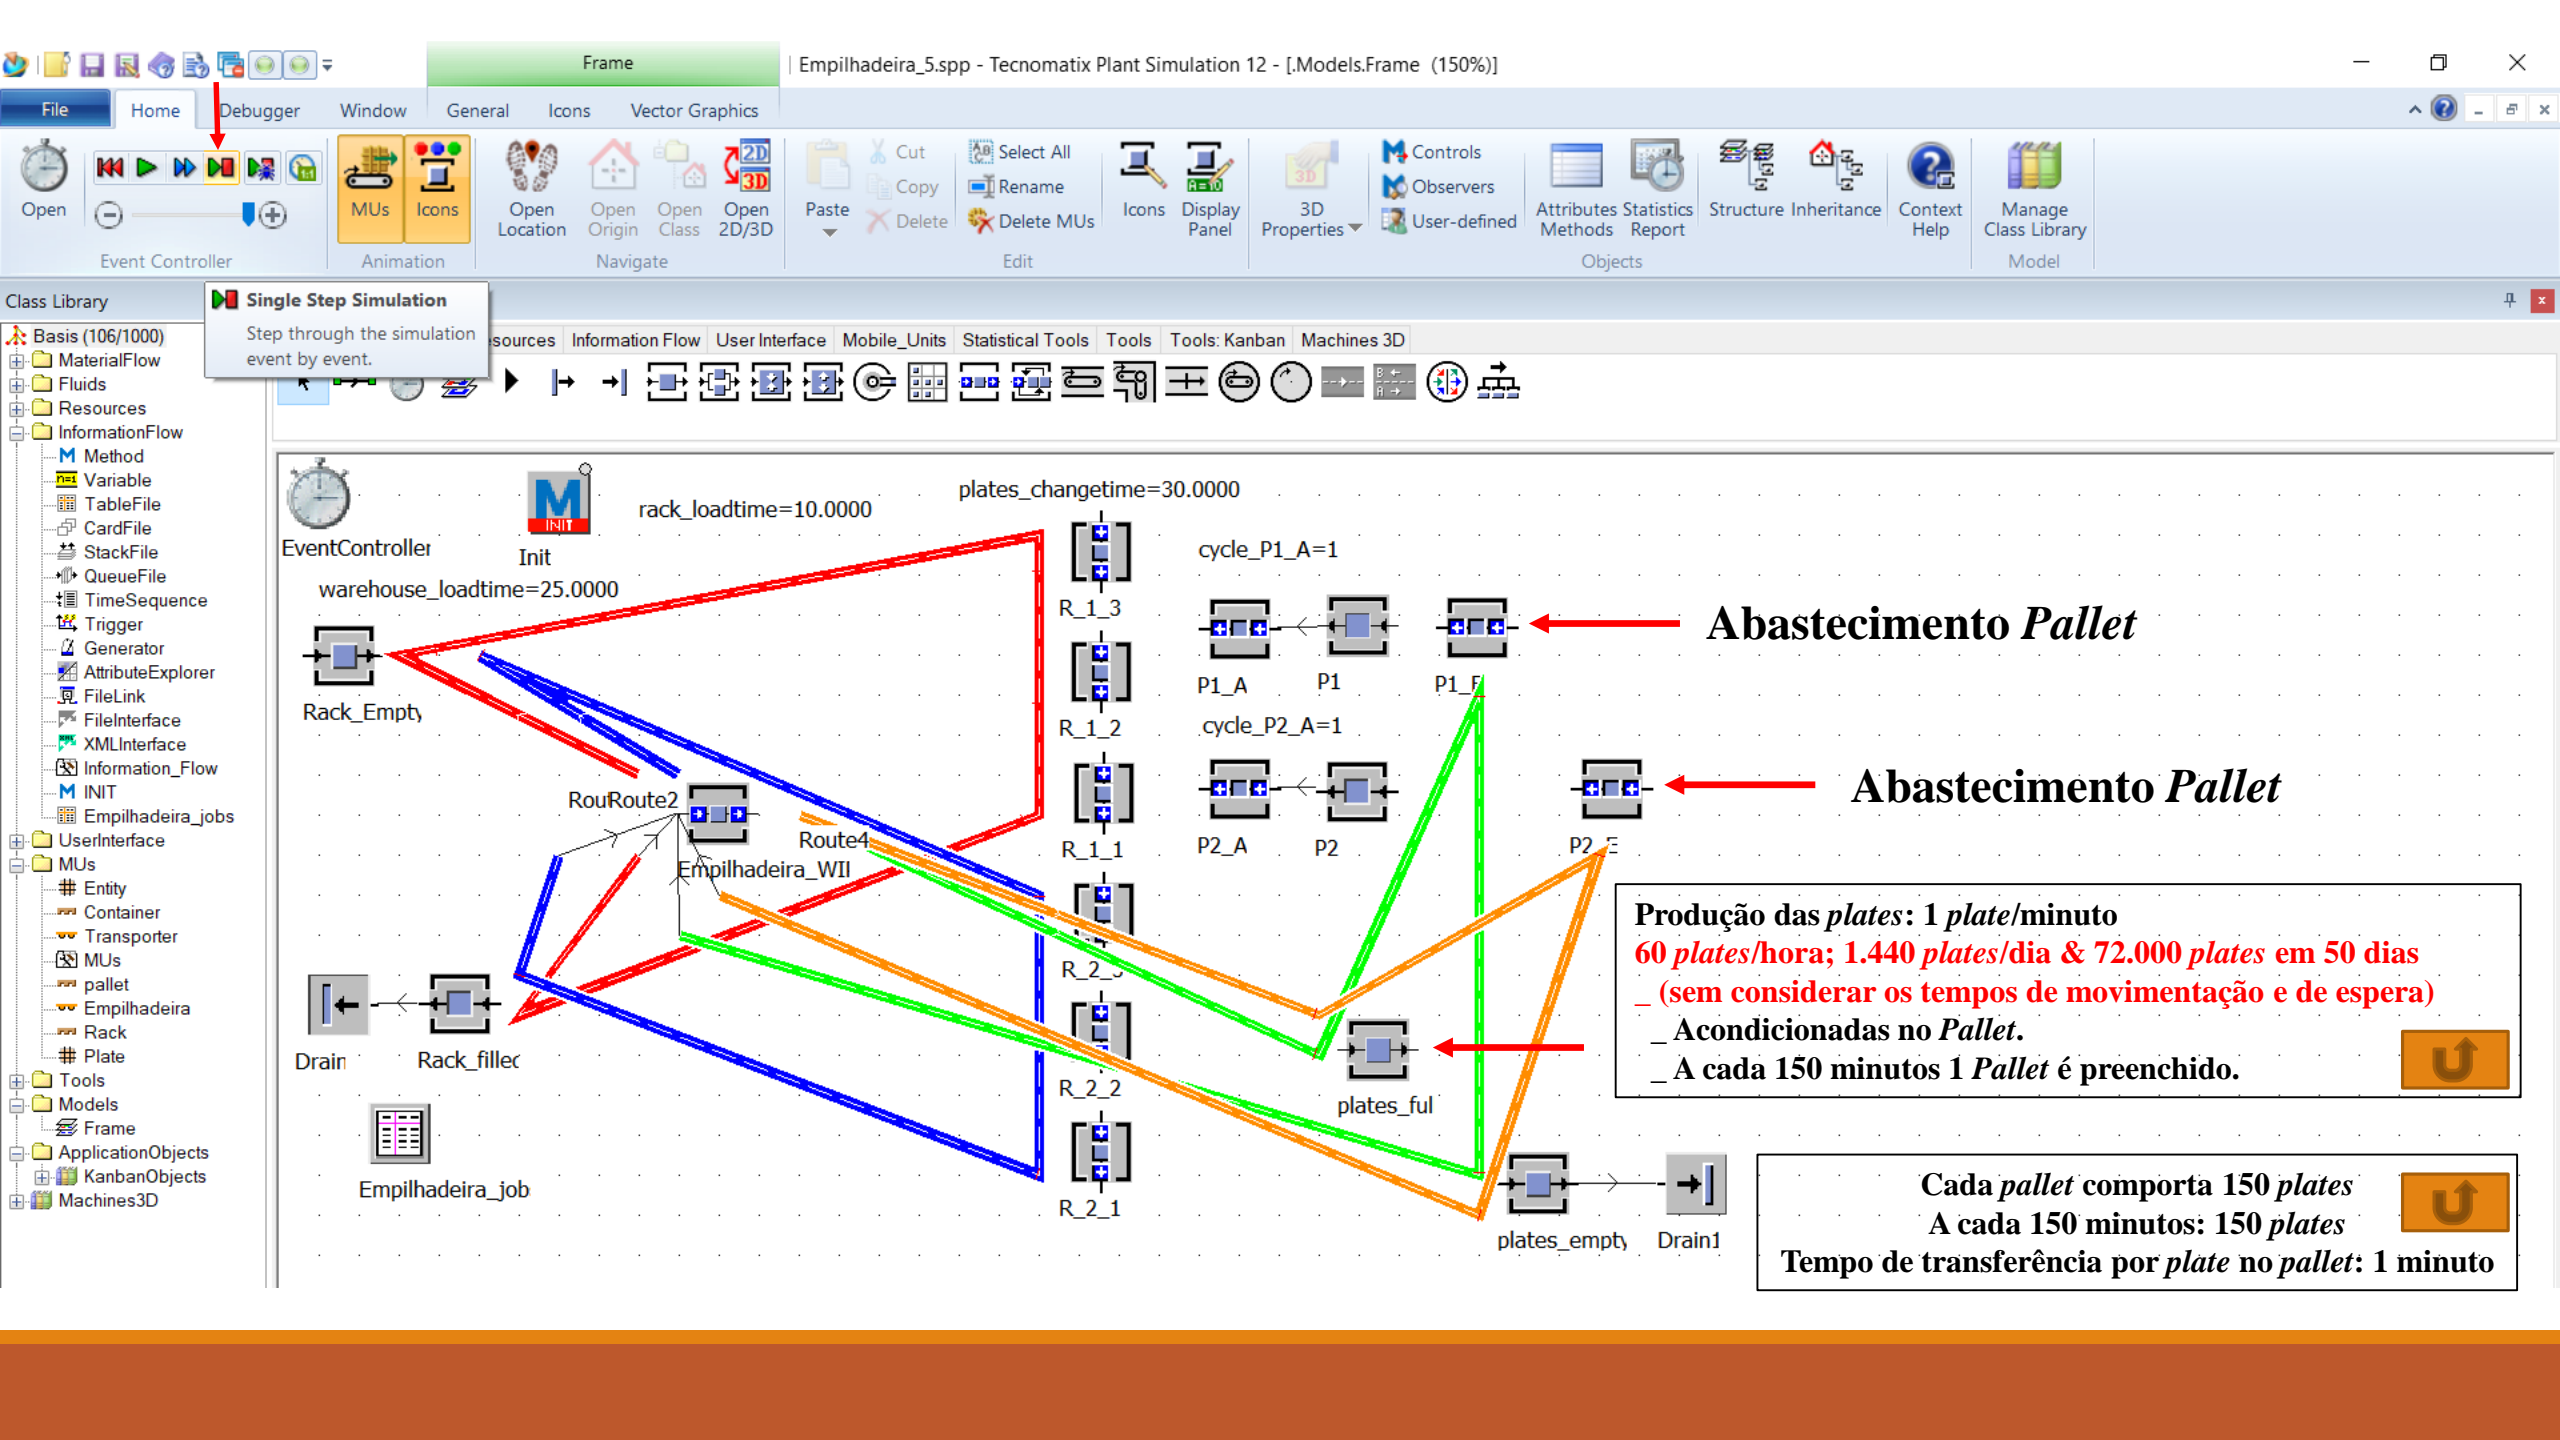 Frame
Empilhadeira_5.spp - Tecnomatix Plant Simulation 12 - [.Models.Frame (150%)]
File Home Debugger Window General Icons Vector Graphics
Open
MUs Icons
Open Location
Open Origin
Open Class
Open 2D/3D
Paste
Cut
Copy
Delete
Select All
Rename
Delete MUs
Icons
Display Panel
3D Properties
Controls
Observers
User-defined
Attributes Methods
Statistics Report
Structure Inheritance
Context Help
Manage Class Library
Event Controller Animation Navigate Edit Objects Model
Class Library
Single Step Simulation
Step through the simulation
event by event.
sources Information Flow User Interface Mobile_Units Statistical Tools Tools Tools: Kanban Machines 3D
Basis (106/1000)
MaterialFlow
Fluids
Resources
InformationFlow
Method
Variable
TableFile
CardFile
StackFile
QueueFile
TimeSequence
Trigger
Generator
AttributeExplorer
FileLink
FileInterface
XMLInterface
Information_Flow
INIT
Empilhadeira_jobs
UserInterface
MUs
Entity
Container
Transporter
MUs
pallet
Empilhadeira
Rack
Plate
Tools
Models
Frame
ApplicationObjects
KanbanObjects
Machines3D
EventController
M
INIT
Init
rack_loadtime=10.0000
plates_changetime=30.0000
warehouse_loadtime=25.0000
cycle_P1_A=1
R_1_3
Rack_Empty
P1_A
P1
R_1_2
cycle_P2_A=1
Route2
Route4
Empilhadeira_WII
R_1_1
P2_A
P2
Drain
Rack_filled
R_2_2
plates_ful
Empilhadeira_job
R_2_1
plates_empty
Drain1
Abastecimento Pallet
Abastecimento Pallet
Produção das plates: 1 plate/minuto
60 plates/hora; 1.440 plates/dia & 72.000 plates em 50 dias
_ (sem considerar os tempos de movimentação e de espera)
_ Acondicionadas no Pallet.
_ A cada 150 minutos 1 Pallet é preenchido.
Cada pallet comporta 150 plates
A cada 150 minutos: 150 plates
Tempo de transferência por plate no pallet: 1 minuto